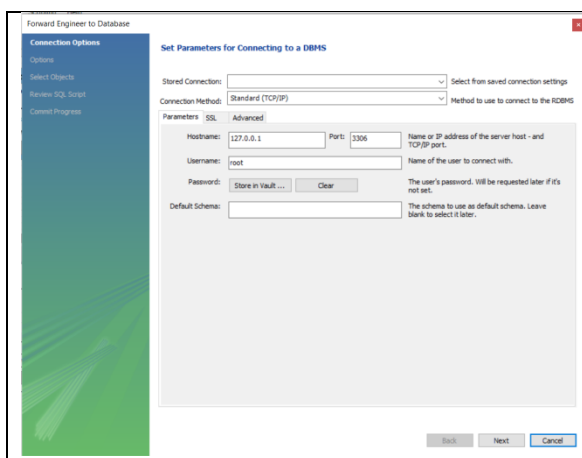 Forward Engineer to Database
Connection Options
Options
Select Objects
Review SQL Script
Commit Progress
Set Parameters for Connecting to a DBMS
Stored Connection: Select from saved connection settings
Connection Method: Standard (TCP/IP) Method to use to connect to the RDBMS
Parameters SSL Advanced
Hostname: 127.0.0.1 Port: 3306 Name or IP address of the server host - and
TCP/IP port.
Username: root Name of the user to connect with.
Password: Store in Vault ... Clear The user's password. Will be requested later if it's
not set.
Default Schema: The schema to use as default schema. Leave
blank to select it later.
Back Next Cancel